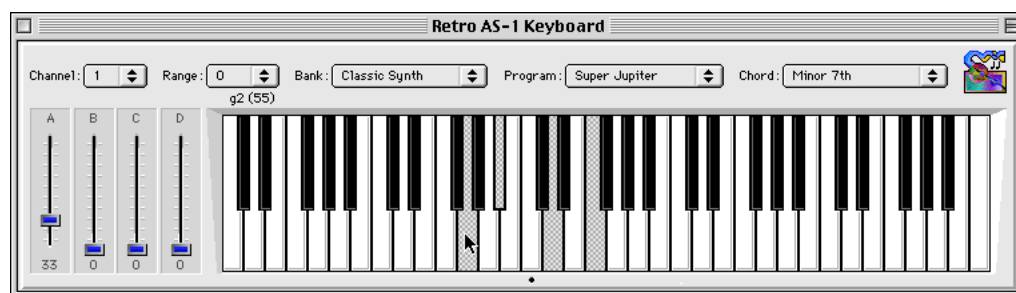 Retro AS-1 Keyboard
Channel: 1 Range: 0 Bank: Classic Synth Program: Super Jupiter Chord: Minor 7th
g2 (55)
A B C D
33 0 0 0